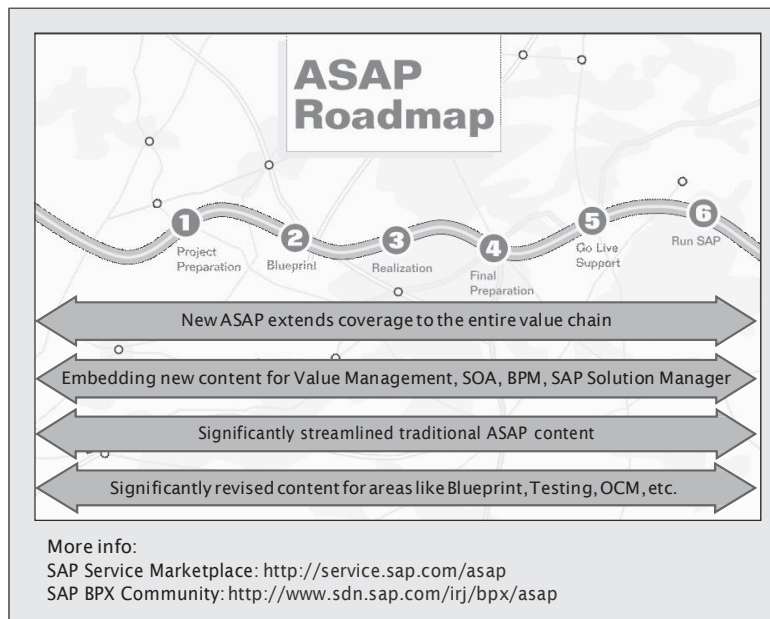 ASAP
Roadmap
1
Project
Preparation
2
Blueprint
3
Realization
4
Final
Preparation
5
Go Live
Support
6
Run SAP
New ASAP extends coverage to the entire value chain
Embedding new content for Value Management, SOA, BPM, SAP Solution Manager
Significantly streamlined traditional ASAP content
Significantly revised content for areas like Blueprint, Testing, OCM, etc.
More info:
SAP Service Marketplace: http://service.sap.com/asap
SAP BPX Community: http://www.sdn.sap.com/irj/bpx/asap